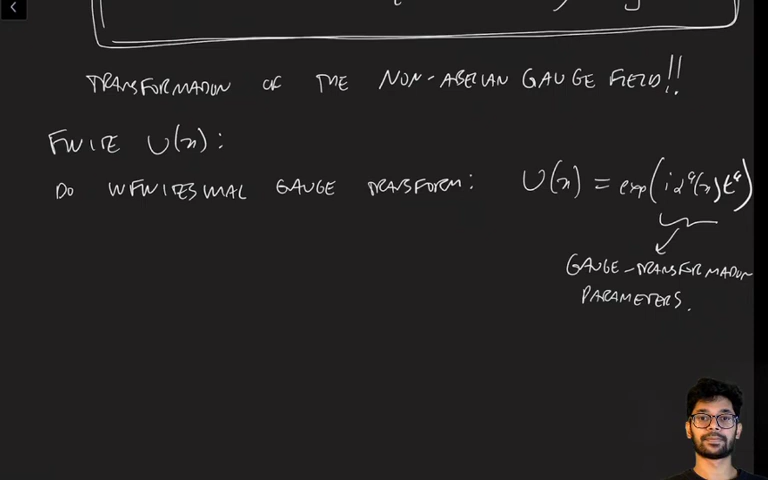 TRANSFORMATION OF THE NON-ABELIAN GAUGE FIELD!!
FINITE U(x):
DO INFINITESIMAL GAUGE TRANSFORM: U(x) = exp(iα^a(x)t^a)
GAUGE-TRANSFORMATION
PARAMETERS.